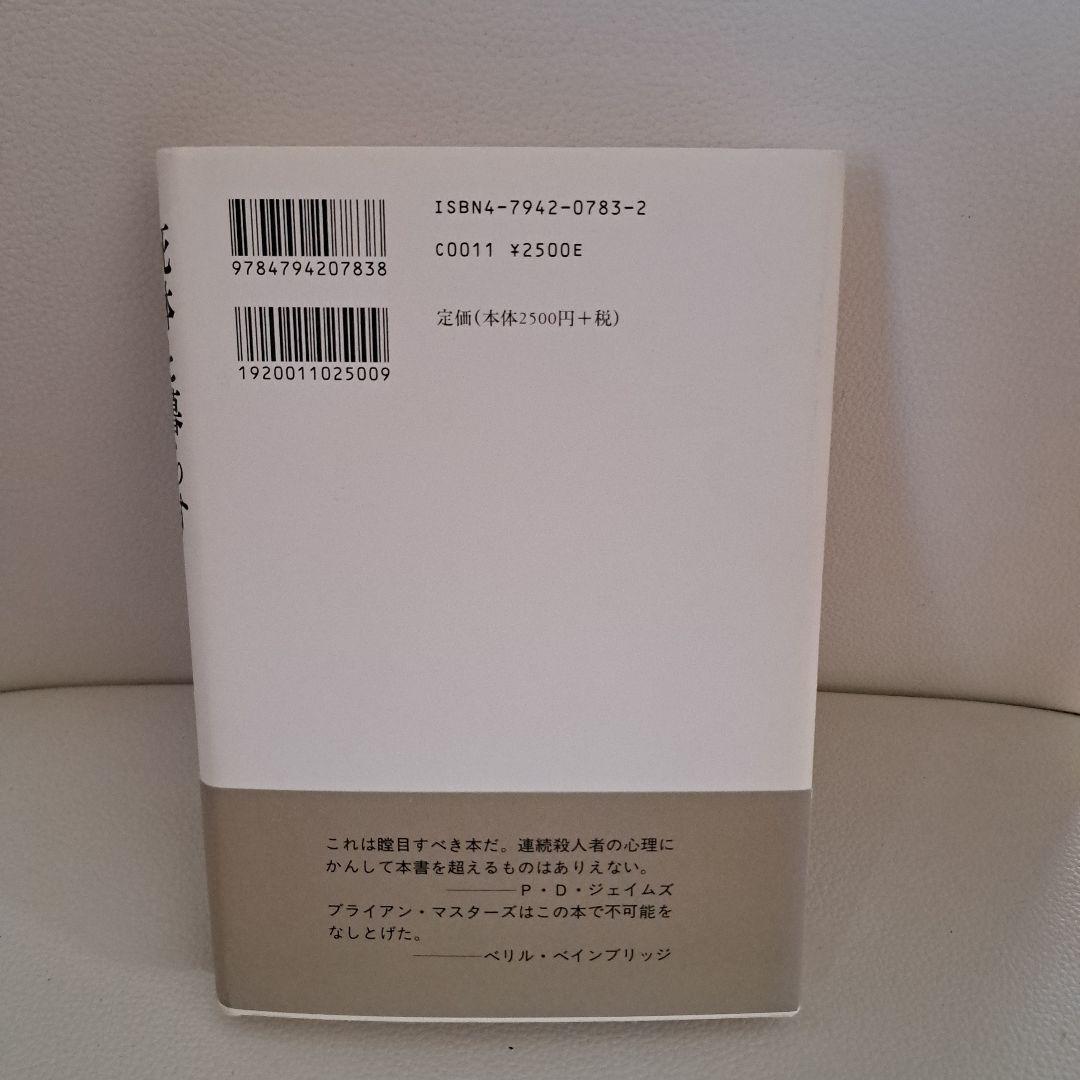 ISBN4-7942-0783-2
C0011 ¥2500E
9784794207838
定価(本体2500円+税)
1920011025009
これは瞠目すべき本だ。連続殺人者の心理に
かんして本書を超えるものはありえない。
————P・D・ジェイムズ
ブライアン・マスターズはこの本で不可能を
なしとげた。
————ベリル・ベインブリッジ